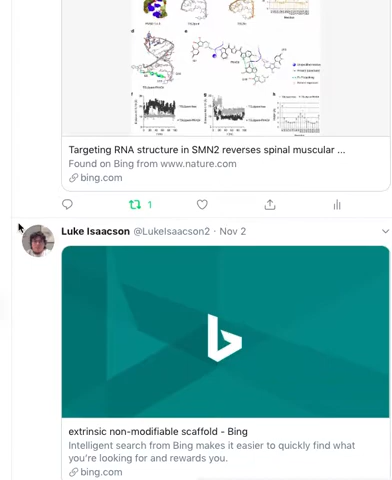 Targeting RNA structure in SMN2 reverses spinal muscular ...
Found on Bing from www.nature.com
bing.com
1
Luke Isaacson @LukeIsaacson2 · Nov 2
extrinsic non-modifiable scaffold - Bing
Intelligent search from Bing makes it easier to quickly find what
you're looking for and rewards you.
bing.com